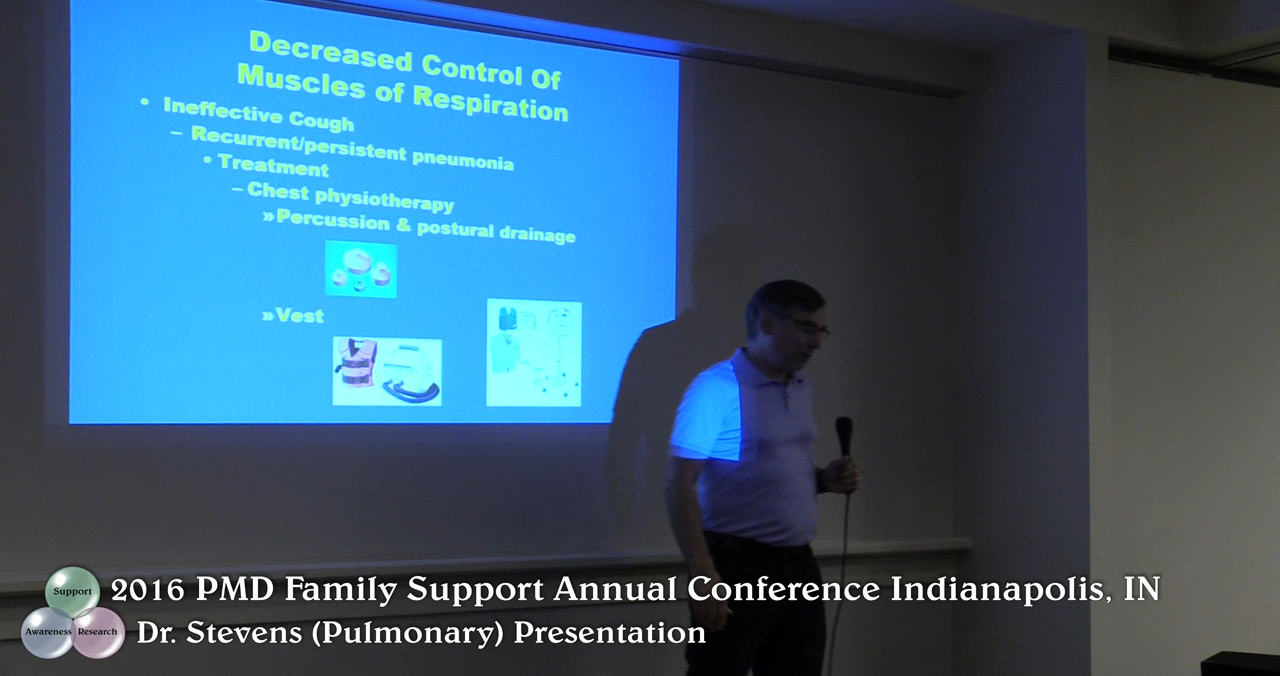 Decreased Control Of
Muscles of Respiration
• Ineffective Cough
– Recurrent/persistent pneumonia
• Treatment
– Chest physiotherapy
» Percussion & postural drainage
» Vest
Support
Awareness Research
2016 PMD Family Support Annual Conference Indianapolis, IN
Dr. Stevens (Pulmonary) Presentation